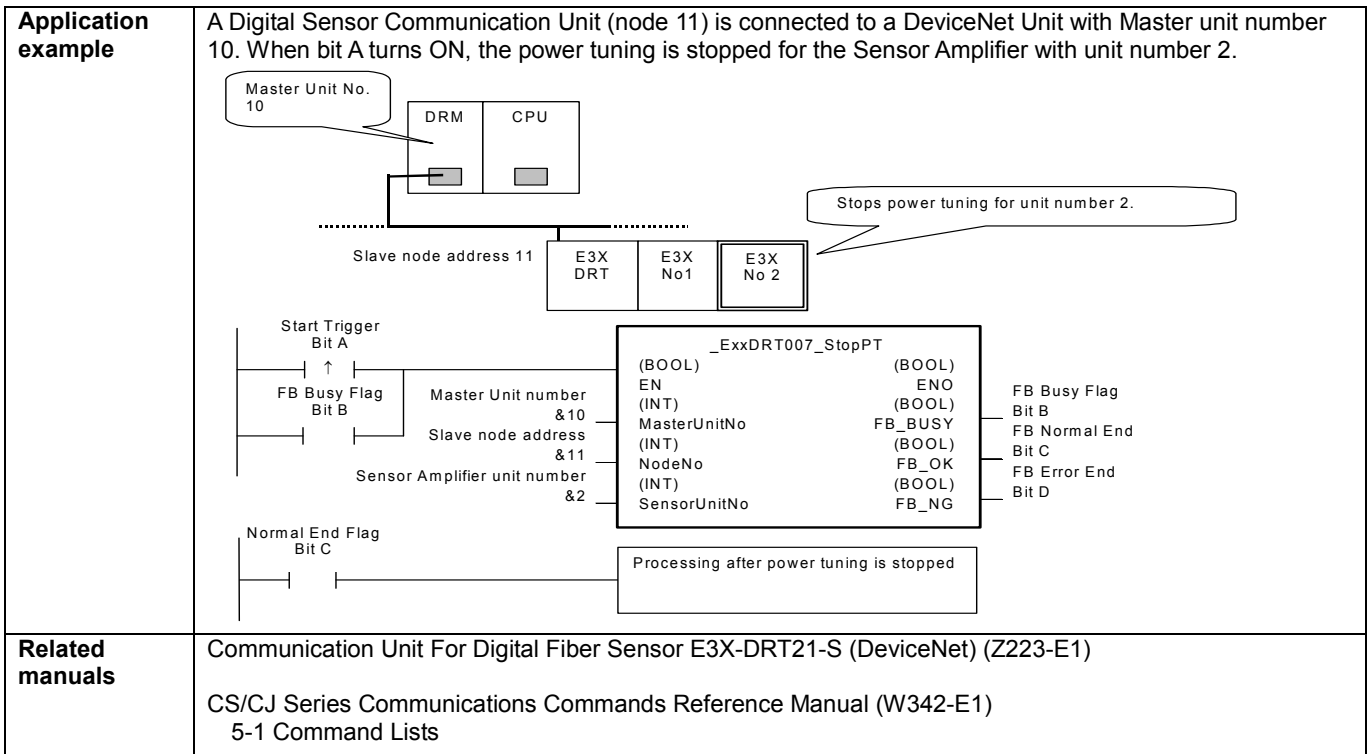 Application example
A Digital Sensor Communication Unit (node 11) is connected to a DeviceNet Unit with Master unit number
10. When bit A turns ON, the power tuning is stopped for the Sensor Amplifier with unit number 2.
Master Unit No.
10
DRM
CPU
Stops power tuning for unit number 2.
Slave node address 11
E3X
DRT
E3X
No1
E3X
No 2
Start Trigger
Bit A
↑
FB Busy Flag
Bit B
Master Unit number
&10
Slave node address
&11
Sensor Amplifier unit number
&2
_ExxDRT007_StopPT
(BOOL) (BOOL)
EN ENO
(INT) (BOOL)
MasterUnitNo FB_BUSY
(INT) (BOOL)
NodeNo FB_OK
(INT) (BOOL)
SensorUnitNo FB_NG
FB Busy Flag
Bit B
FB Normal End
Bit C
FB Error End
Bit D
Normal End Flag
Bit C
Processing after power tuning is stopped
Related manuals
Communication Unit For Digital Fiber Sensor E3X-DRT21-S (DeviceNet) (Z223-E1)
CS/CJ Series Communications Commands Reference Manual (W342-E1)
5-1 Command Lists